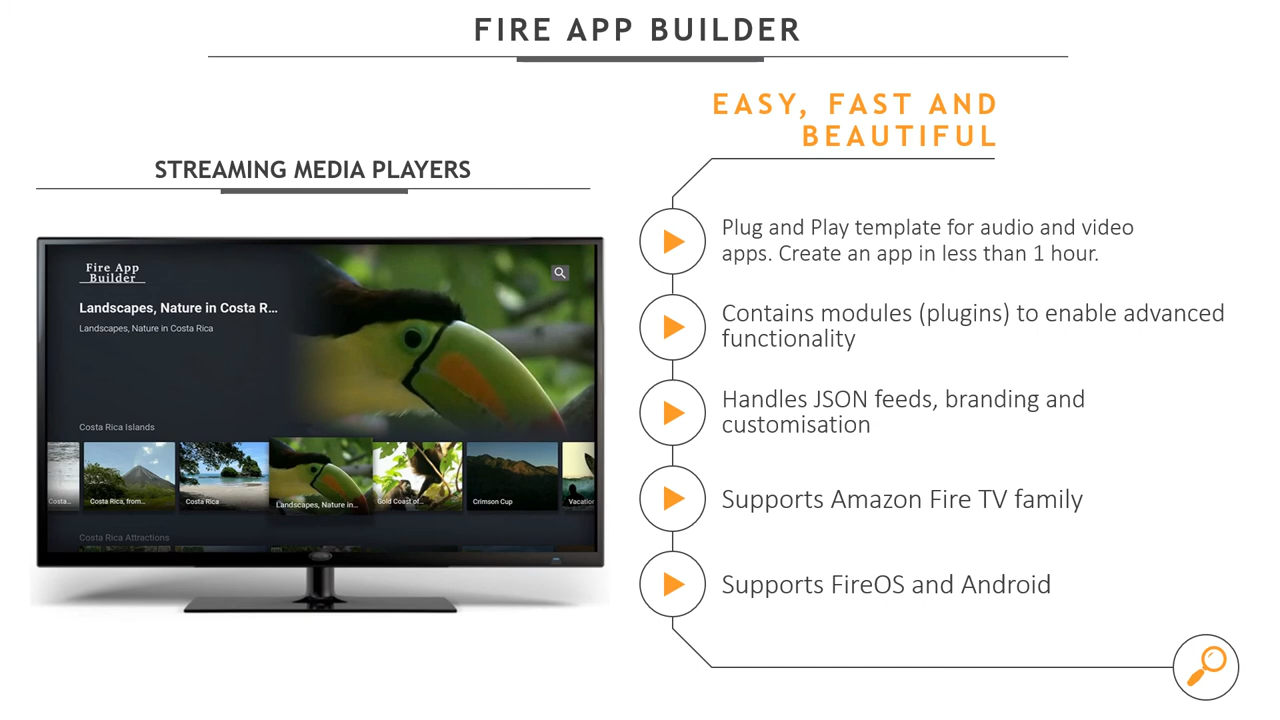 FIRE APP BUILDER
EASY, FAST AND
BEAUTIFUL
STREAMING MEDIA PLAYERS
Fire App
Builder
Landscapes, Nature in Costa R...
Landscapes, Nature in Costa Rica
Costa Rica Islands
Costa...
Costa Rica, from...
Costa Rica
Landscapes, Nature in...
Gold Coast of...
Crimson Cup
Vacation
Costa Rica Attractions
Plug and Play template for audio and video
apps. Create an app in less than 1 hour.
Contains modules (plugins) to enable advanced
functionality
Handles JSON feeds, branding and
customisation
Supports Amazon Fire TV family
Supports FireOS and Android